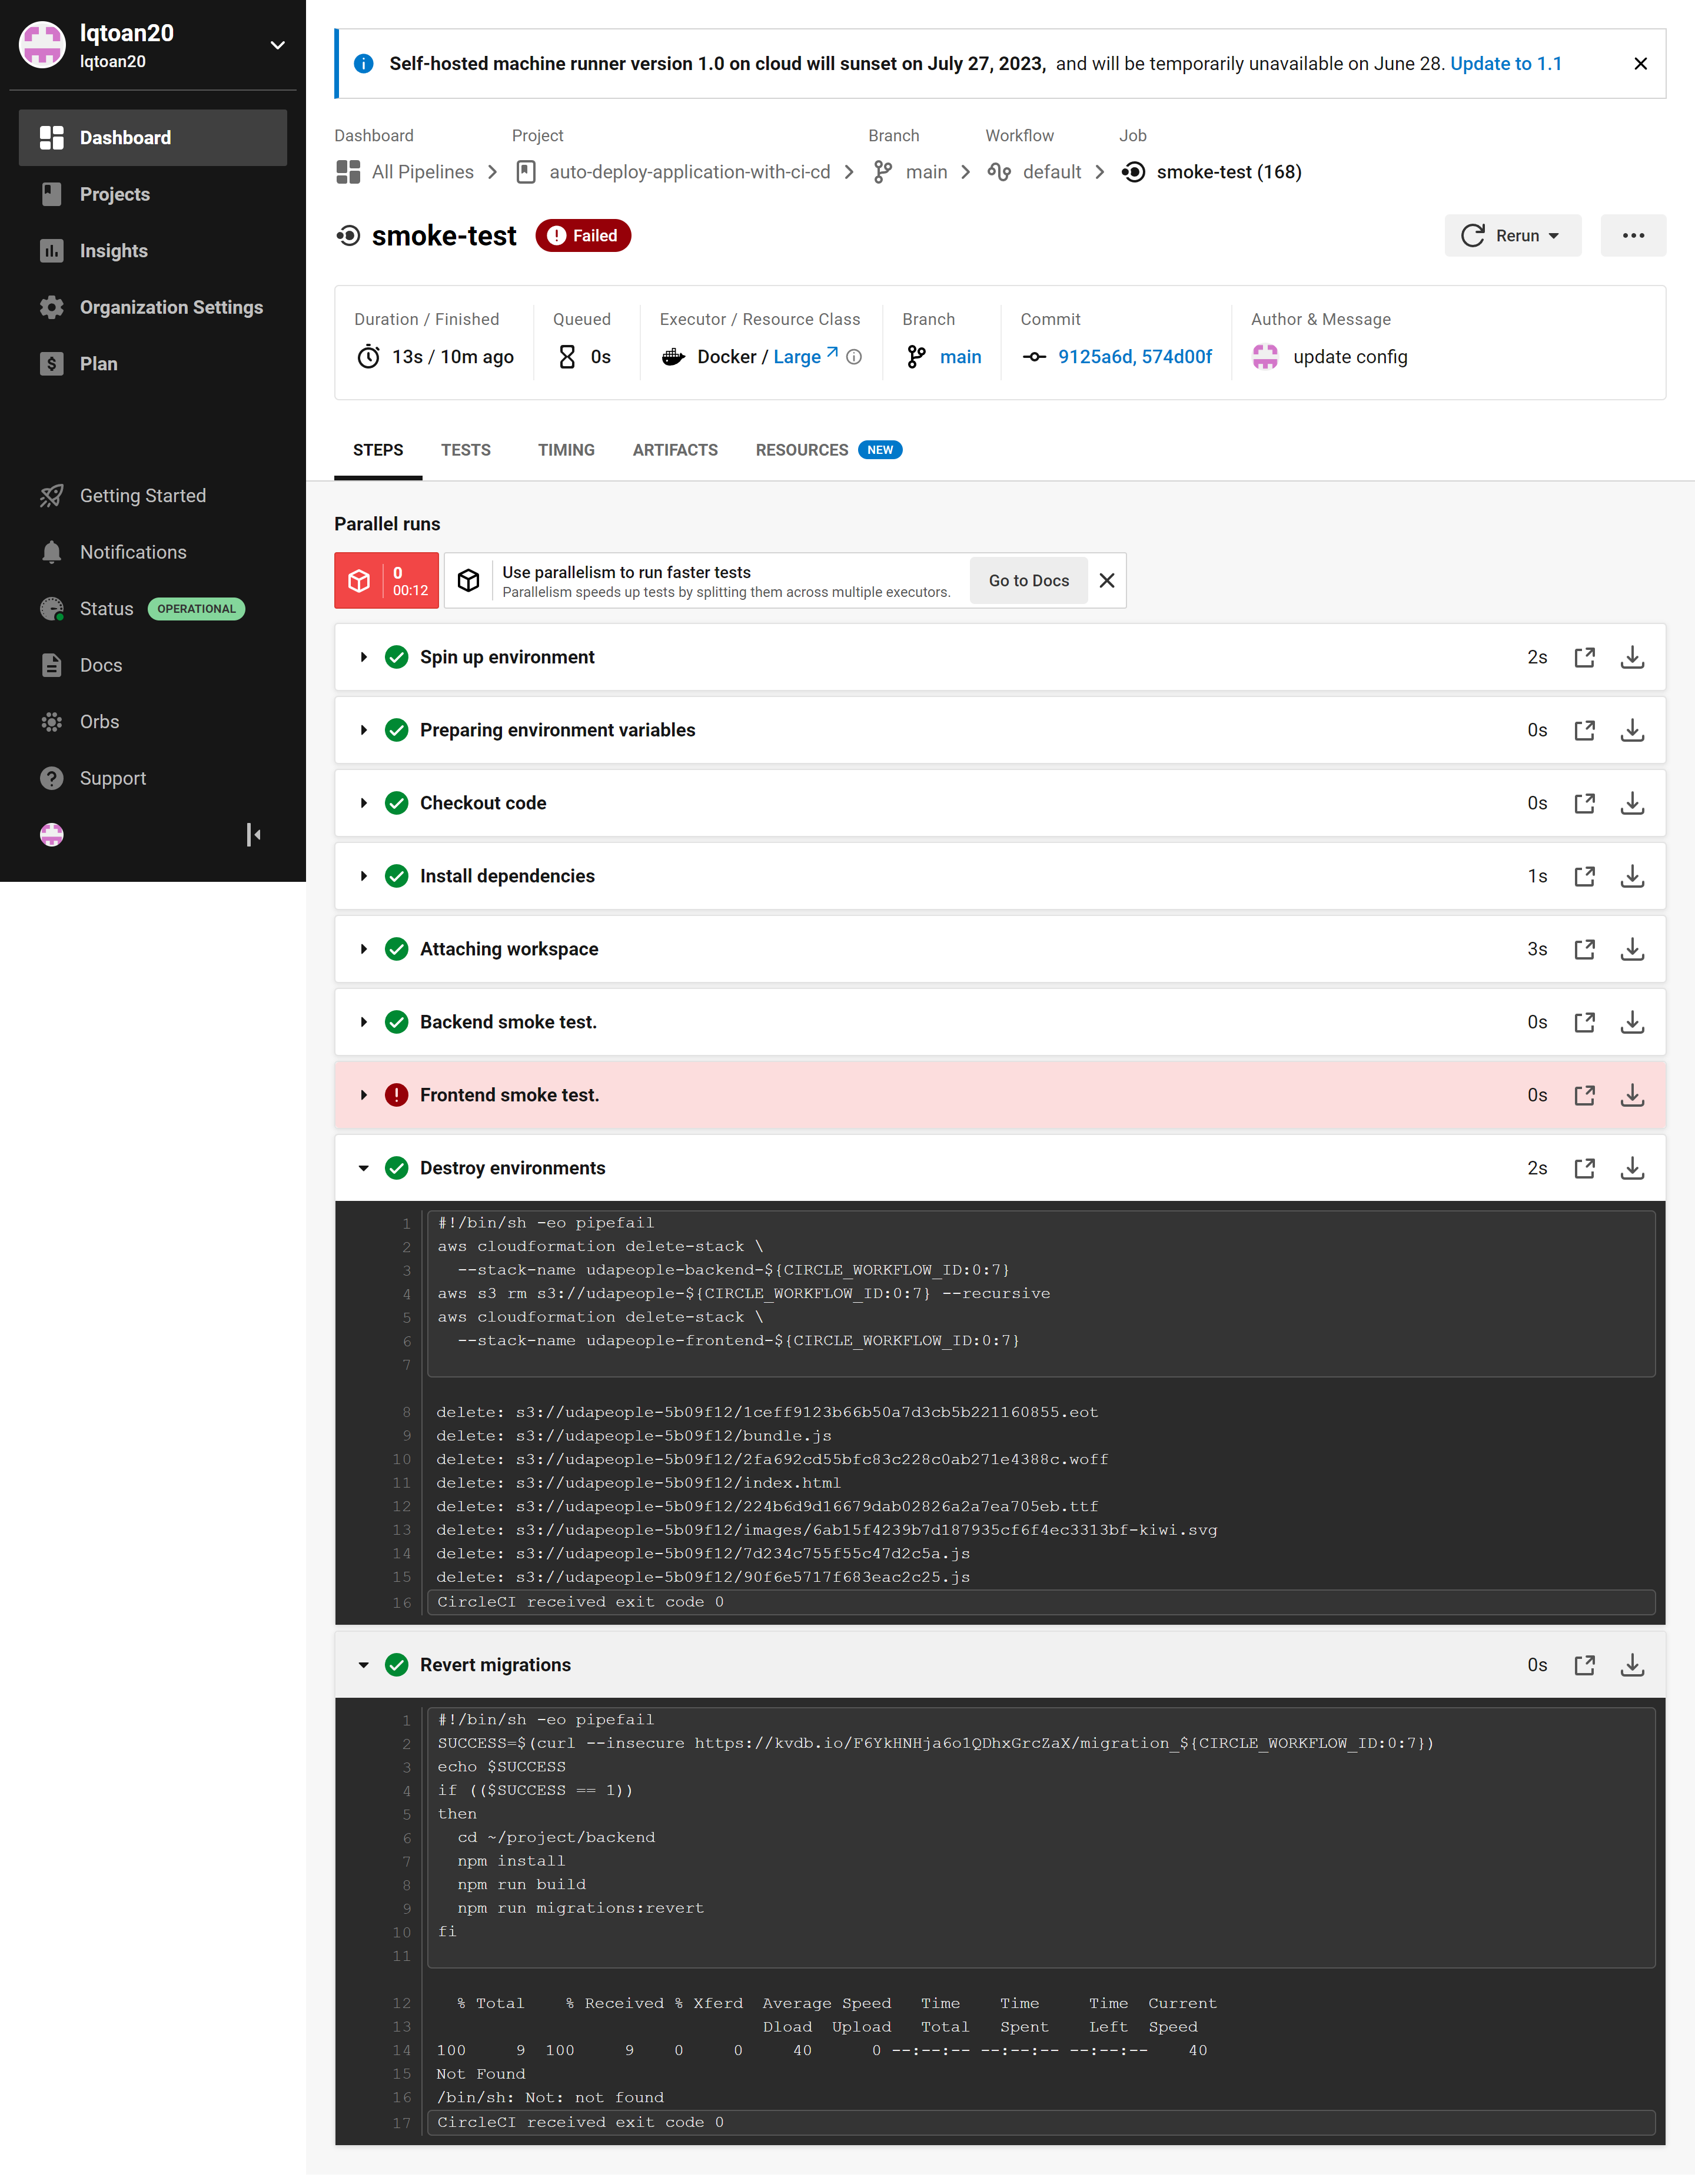 lqtoan20
lqtoan20
Dashboard
Projects
Insights
Organization Settings
Plan
Getting Started
Notifications
Status OPERATIONAL
Docs
Orbs
Support
Self-hosted machine runner version 1.0 on cloud will sunset on July 27, 2023, and will be temporarily unavailable on June 28. Update to 1.1
Dashboard Project Branch Workflow Job
All Pipelines auto-deploy-application-with-ci-cd main default smoke-test (168)
smoke-test Failed Rerun
Duration / Finished Queued Executor / Resource Class Branch Commit Author & Message
13s / 10m ago 0s Docker / Large main 9125a6d, 574d00f update config
STEPS TESTS TIMING ARTIFACTS RESOURCES NEW
Parallel runs
0
00:12
Use parallelism to run faster tests
Parallelism speeds up tests by splitting them across multiple executors.
Go to Docs
Spin up environment 2s
Preparing environment variables 0s
Checkout code 0s
Install dependencies 1s
Attaching workspace 3s
Backend smoke test. 0s
Frontend smoke test. 0s
Destroy environments 2s
1 #!/bin/sh -eo pipefail
2 aws cloudformation delete-stack \
3 --stack-name udapeople-backend-${CIRCLE_WORKFLOW_ID:0:7}
4 aws s3 rm s3://udapeople-${CIRCLE_WORKFLOW_ID:0:7} --recursive
5 aws cloudformation delete-stack \
6 --stack-name udapeople-frontend-${CIRCLE_WORKFLOW_ID:0:7}
7
8 delete: s3://udapeople-5b09f12/1ceff9123b66b50a7d3cb5b221160855.eot
9 delete: s3://udapeople-5b09f12/bundle.js
10 delete: s3://udapeople-5b09f12/2fa692cd55bfc83c228c0ab271e4388c.woff
11 delete: s3://udapeople-5b09f12/index.html
12 delete: s3://udapeople-5b09f12/224b6d9d16679dab02826a2a7ea705eb.ttf
13 delete: s3://udapeople-5b09f12/images/6ab15f4239b7d187935cf6f4ec3313bf-kiwi.svg
14 delete: s3://udapeople-5b09f12/7d234c755f55c47d2c5a.js
15 delete: s3://udapeople-5b09f12/90f6e5717f683eac2c25.js
16 CircleCI received exit code 0
Revert migrations 0s
1 #!/bin/sh -eo pipefail
2 SUCCESS=$(curl --insecure https://kvdb.io/F6YkHNHja6o1QDhxGrcZaX/migration_${CIRCLE_WORKFLOW_ID:0:7})
3 echo $SUCCESS
4 if (($SUCCESS == 1))
5 then
6 cd ~/project/backend
7 npm install
8 npm run build
9 npm run migrations:revert
10 fi
11
12 % Total % Received % Xferd Average Speed Time Time Time Current
13 Dload Upload Total Spent Left Speed
14 100 9 100 9 0 0 40 0 --:--:-- --:--:-- --:--:-- 40
15 Not Found
16 /bin/sh: Not: not found
17 CircleCI received exit code 0